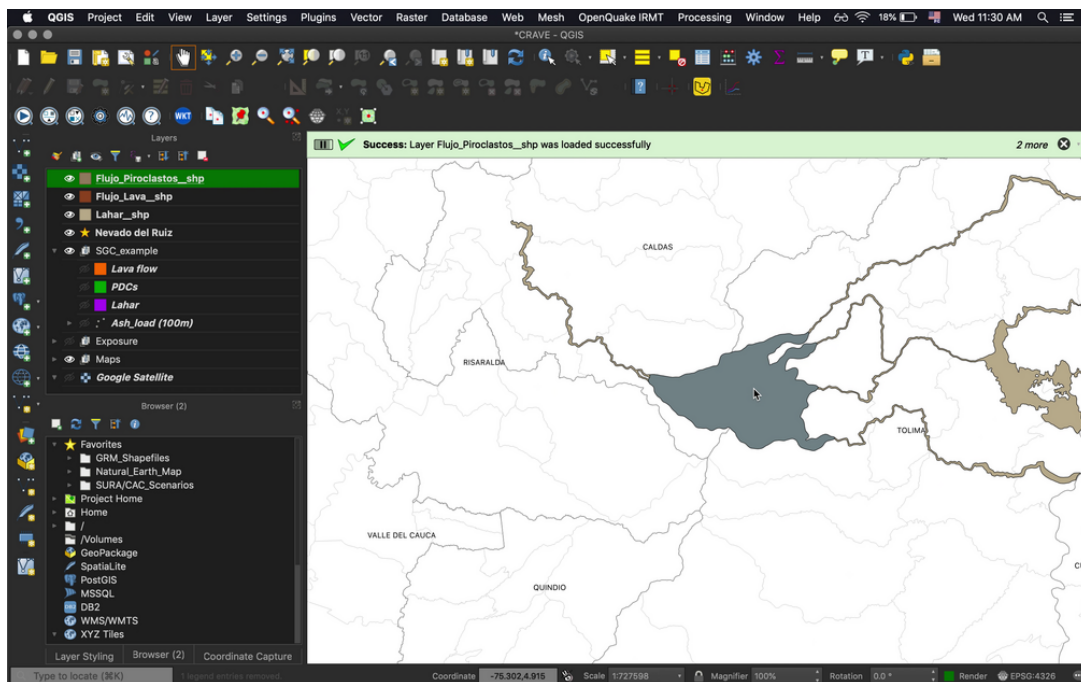 QGIS Project Edit View Layer Settings Plugins Vector Raster Database Web Mesh OpenQuake IRMT Processing Window Help 18% Wed 11:30 AM
*CRAVE - QGIS
WKT
Layers
Success: Layer Flujo_Piroclastos__shp was loaded successfully 2 more
Flujo_Piroclastos__shp
Flujo_Lava__shp
Lahar__shp
Nevado del Ruiz
SGC_example
Lava flow
PDCs
Lahar
Ash_load (100m)
Exposure
Maps
Google Satellite
Browser (2)
Favorites
GRM_Shapefiles
Natural_Earth_Map
SURA/CAC_Scenarios
Project Home
Home
/
/Volumes
GeoPackage
SpatiaLite
PostGIS
MSSQL
DB2
WMS/WMTS
XYZ Tiles
CALDAS
RISARALDA
TOLIMA
VALLE DEL CAUCA
QUINDIO
Layer Styling Browser (2) Coordinate Capture
Type to locate (⌘K) 1 legend entries removed. Coordinate -75.302,4.915 Scale 1:727598 Magnifier 100% Rotation 0.0 ° Render EPSG:4326